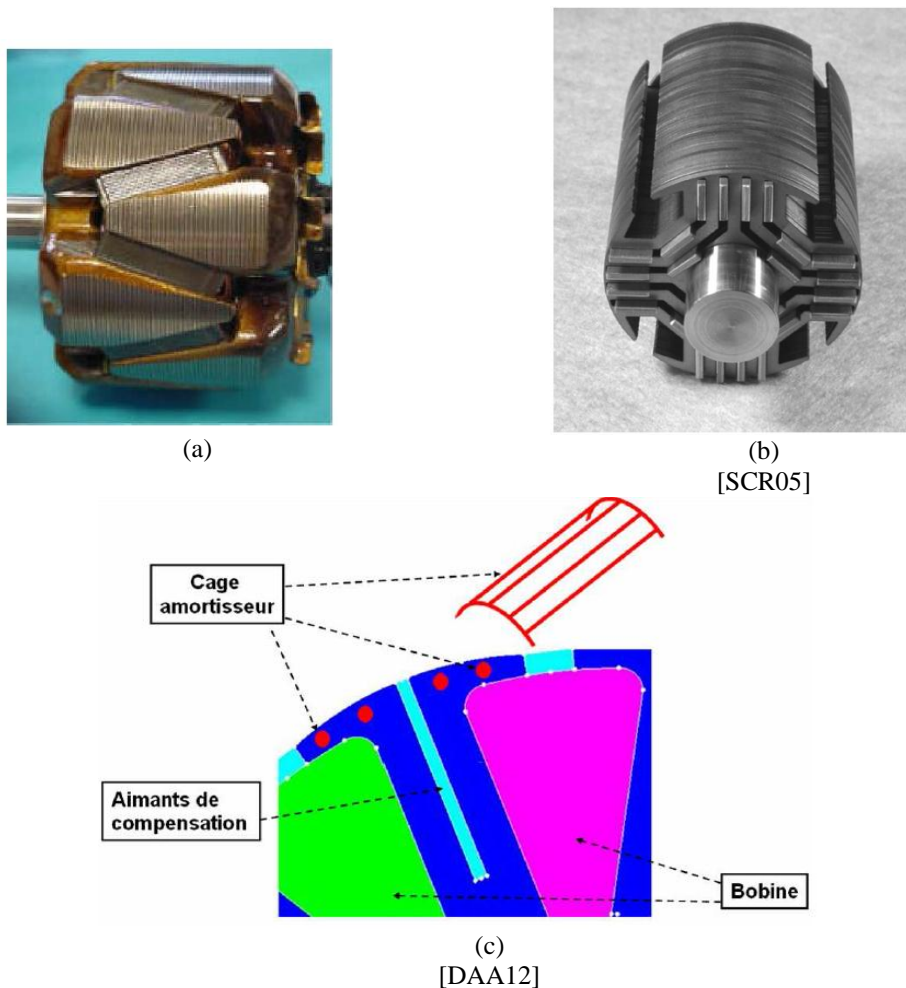 (a)
(b)
[SCR05]
Cage
amortisseur
Aimants de
compensation
Bobine
(c)
[DAA12]